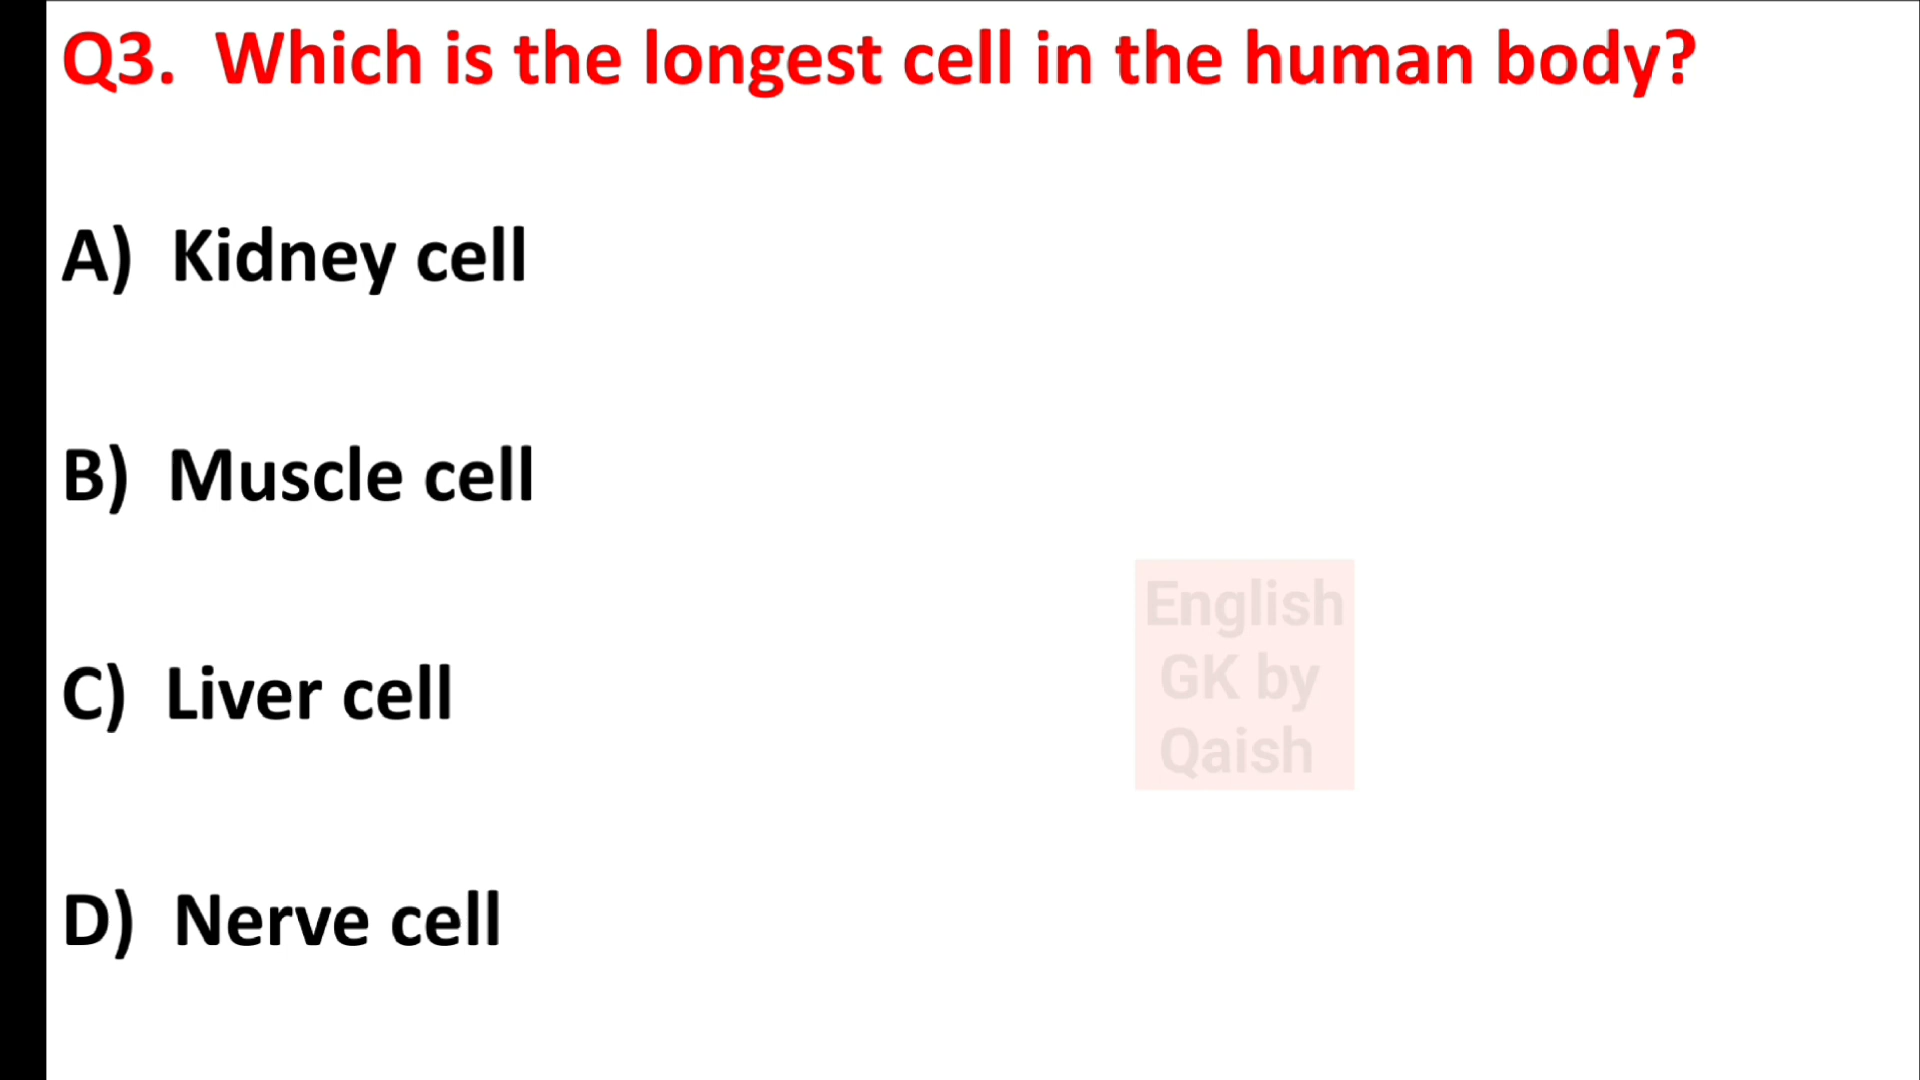 Q3. Which is the longest cell in the human body?
A) Kidney cell
B) Muscle cell
English
GK by
Qaish
C) Liver cell
D) Nerve cell